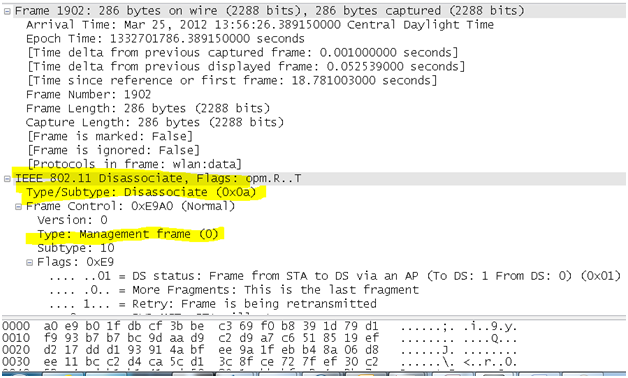 Frame 1902: 286 bytes on wire (2288 bits), 286 bytes captured (2288 bits)
Arrival Time: Mar 25, 2012 13:56:26.389150000 Central Daylight Time
Epoch Time: 1332701786.389150000 seconds
[Time delta from previous captured frame: 0.001000000 seconds]
[Time delta from previous displayed frame: 0.052539000 seconds]
[Time since reference or first frame: 18.781003000 seconds]
Frame Number: 1902
Frame Length: 286 bytes (2288 bits)
Capture Length: 286 bytes (2288 bits)
[Frame is marked: False]
[Frame is ignored: False]
[Protocols in frame: wlan:data]
IEEE 802.11 Disassociate, Flags: opm.R..T
Type/Subtype: Disassociate (0x0a)
Frame Control: 0xE9A0 (Normal)
Version: 0
Type: Management frame (0)
Subtype: 10
Flags: 0xE9
.... ..01 = DS status: Frame from STA to DS via an AP (To DS: 1 From DS: 0) (0x01)
.... .0.. = More Fragments: This is the last fragment
.... 1... = Retry: Frame is being retransmitted
0000 a0 e9 b0 1f db cf 3b be c3 69 f0 b8 39 1d 79 d1 ......;. .i..9.y.
0010 f9 93 b7 b7 bc 9d aa d9 c2 d9 a7 c6 51 85 19 ef ........ ....Q...
0020 d2 17 dd d1 93 91 4a bf ee 9a 1f eb b4 8a 06 d8 ......J. ........
0030 ee 11 bc c2 d4 ca 5c d1 3c 8f ce 72 7f ef 30 c2 ......\. <..r..0.